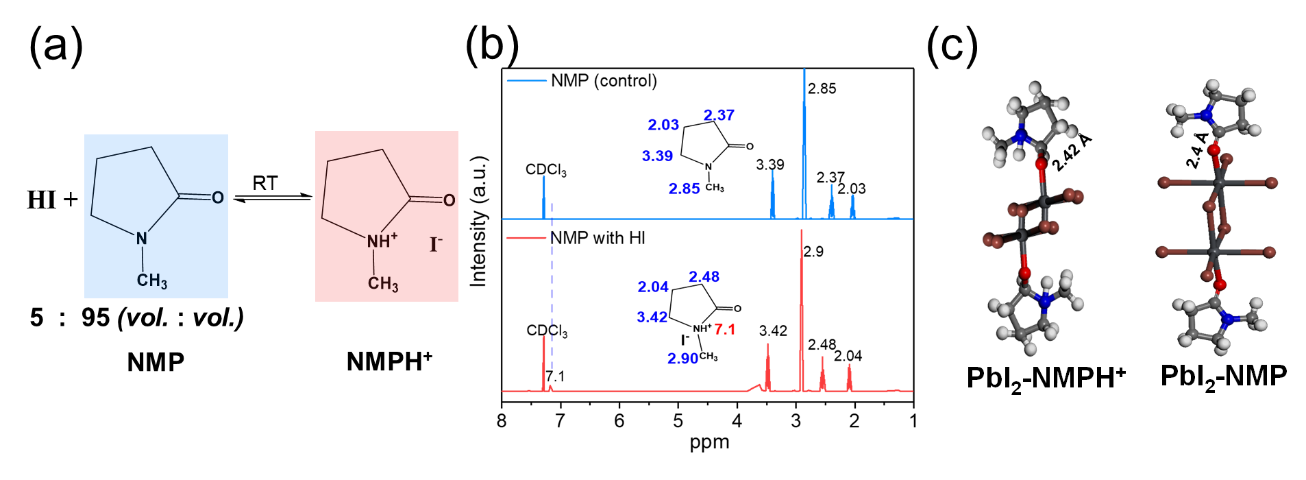 (a)
HI +
N
CH₃
O
RT
NH⁺
CH₃
O
I⁻
5 : 95 (vol. : vol.)
NMP
NMPH⁺
(b)
Intensity (a.u.)
NMP (control)
2.85
2.03
2.37
3.39
N
O
2.85
CH₃
CDCl₃
3.39
2.37
2.03
NMP with HI
2.9
2.04
2.48
3.42
NH⁺
O
7.1
I⁻
2.90
CH₃
CDCl₃
7.1
3.42
2.48
2.04
8 7 6 5 4 3 2 1
ppm
(c)
2.42 Å
2.4 Å
PbI₂-NMPH⁺
PbI₂-NMP